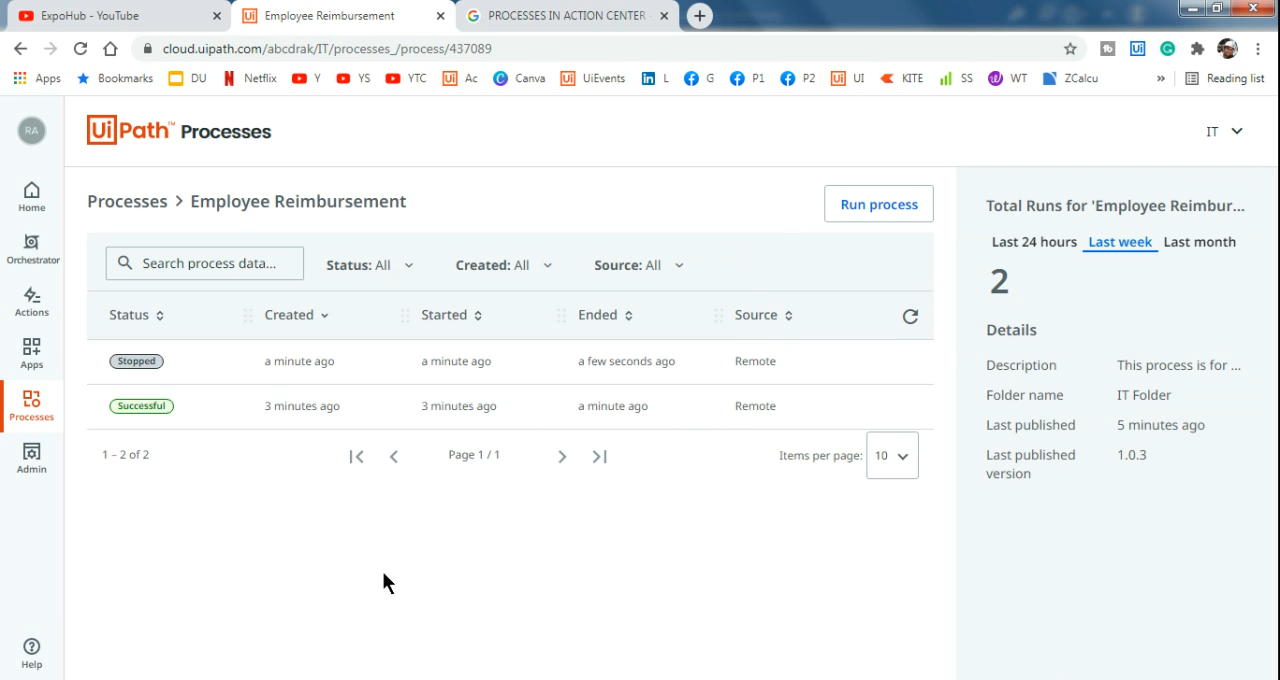 ExpoHub - YouTube
Employee Reimbursement
PROCESSES IN ACTION CENTER -
cloud.uipath.com/abcdrak/IT/processes_/process/437089
Apps Bookmarks DU Netflix Y YS YTC Ac Canva UiEvents L G P1 P2 UI KITE SS WT ZCalcu » Reading list
RA
UiPath™ Processes
IT
Home
Orchestrator
Actions
Apps
Processes
Admin
Help
Processes > Employee Reimbursement
Run process
Search process data...
Status: All
Created: All
Source: All
Status Created Started Ended Source
Stopped a minute ago a minute ago a few seconds ago Remote
Successful 3 minutes ago 3 minutes ago a minute ago Remote
1 – 2 of 2
Page 1 / 1
Items per page: 10
Total Runs for 'Employee Reimbur...
Last 24 hours Last week Last month
2
Details
Description This process is for ...
Folder name IT Folder
Last published 5 minutes ago
Last published 1.0.3
version